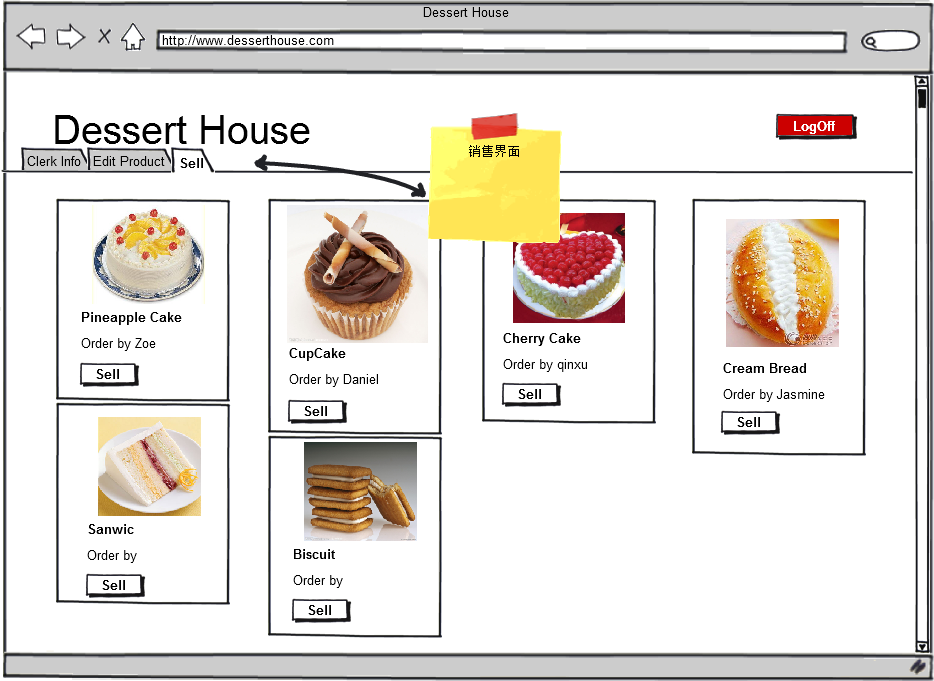 Dessert House
http://www.desserthouse.com
Dessert House
LogOff
Clerk Info
Edit Product
Sell
销售界面
Pineapple Cake
Order by Zoe
Sell
CupCake
Order by Daniel
Sell
Cherry Cake
Order by qinxu
Sell
Cream Bread
Order by Jasmine
Sell
Sanwic
Order by
Sell
Biscuit
Order by
Sell